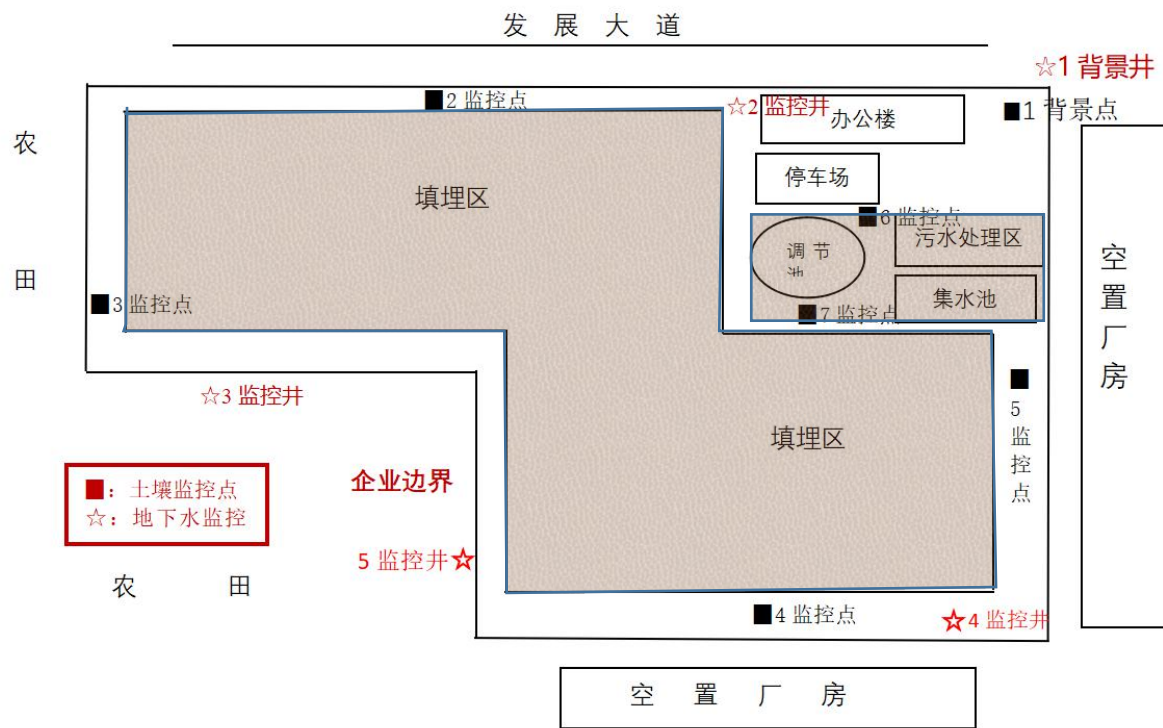 发 展 大 道
☆1 背景井
■2 监控点
☆2 监控井
■1 背景点
办公楼
农
田
停车场
填埋区
■6 监控点
污水处理区
调 节
空置厂房
■3 监控点
集水池
■7 监控点
☆3 监控井
■5监控点
填埋区
■：土壤监控点
☆：地下水监控
企业边界
5 监控井☆
农 田
■4 监控点
☆4 监控井
空 置 厂 房